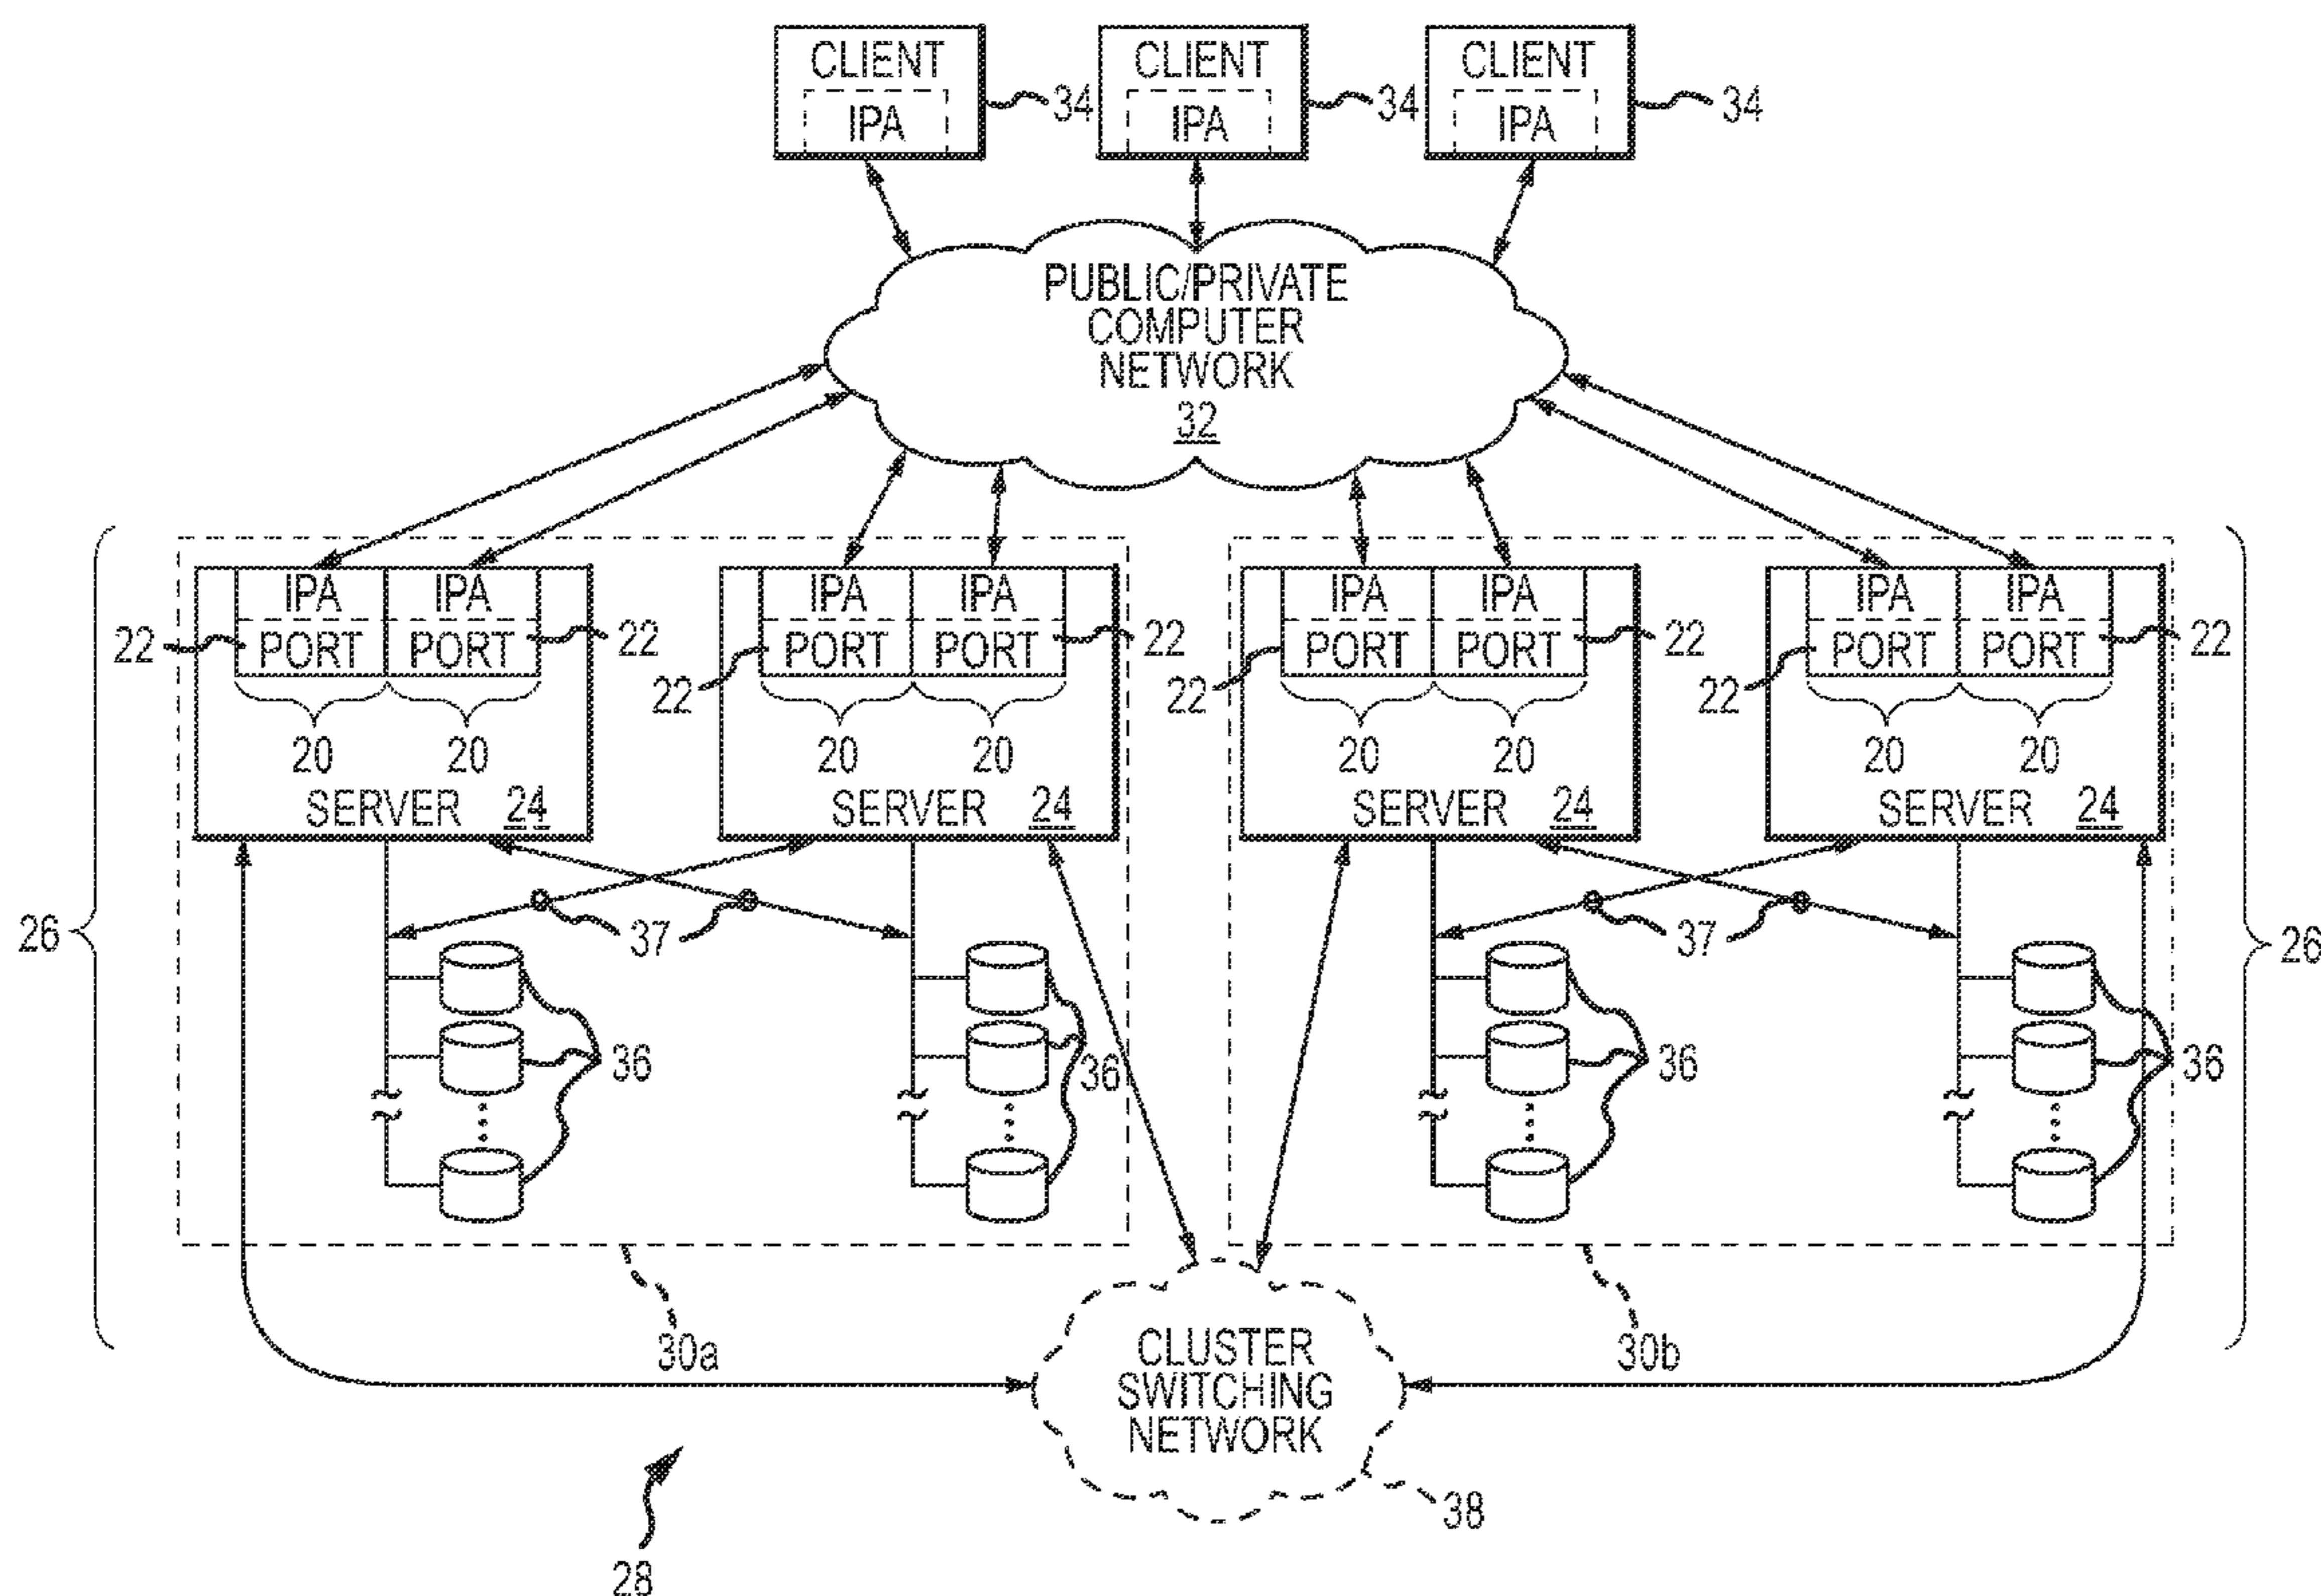 CLIENT CLIENT CLIENT
IPA 34 IPA 34 IPA 34
PUBLIC/PRIVATE
COMPUTER
NETWORK
32
IPA IPA IPA IPA IPA IPA IPA IPA
22 PORT PORT 22 22 PORT PORT 22 22 PORT PORT 22 22 PORT PORT 22
20 20 20 20 20 20 20 20
SERVER 24 SERVER 24 SERVER 24 SERVER 24
26 37 37 26
36 36 36 36
30a 30b
CLUSTER
SWITCHING
NETWORK
38
28